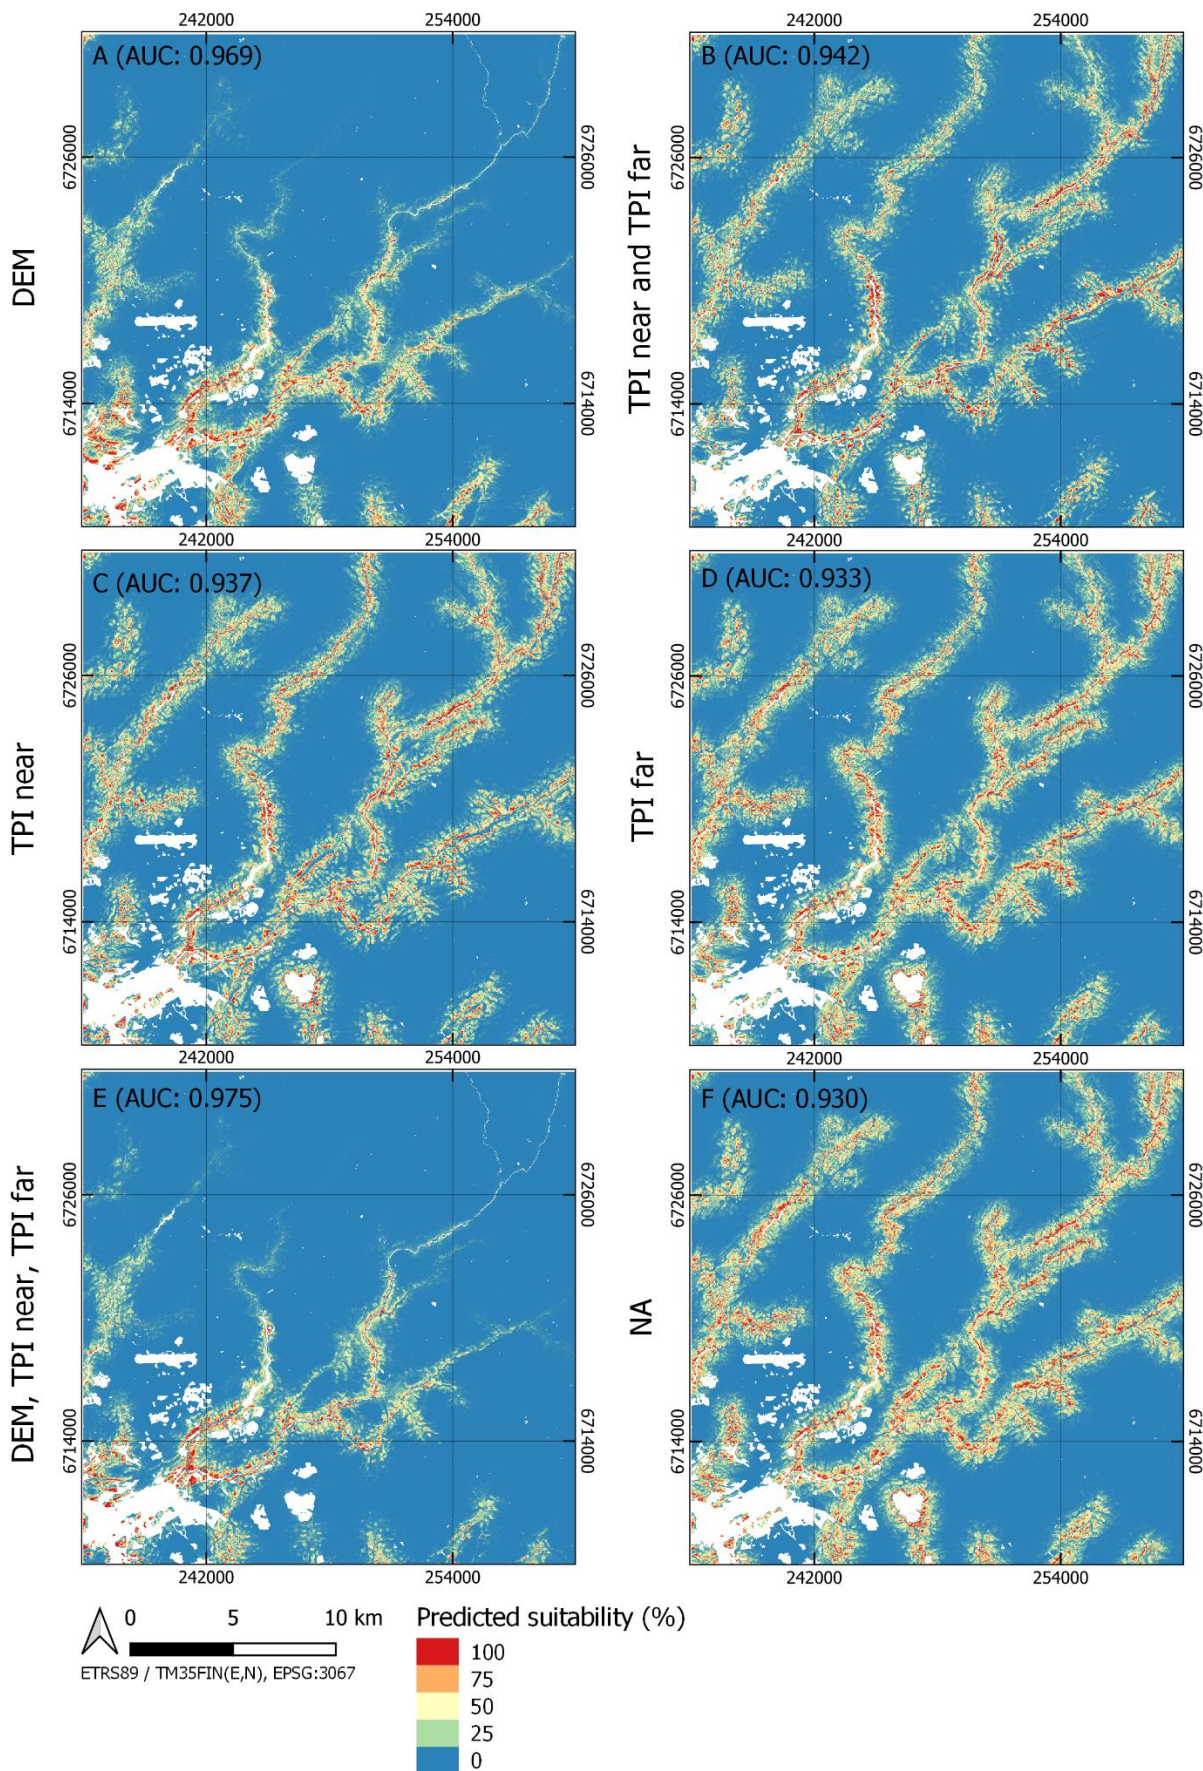 242000 254000 242000 254000
A (AUC: 0.969) B (AUC: 0.942)
6726000 6726000 6726000 6726000
DEM TPI near and TPI far
6714000 6714000 6714000 6714000
242000 254000 242000 254000
C (AUC: 0.937) D (AUC: 0.933)
6726000 6726000 6726000 6726000
TPI near TPI far
6714000 6714000 6714000 6714000
242000 254000 242000 254000
E (AUC: 0.975) F (AUC: 0.930)
6726000 6726000 6726000 6726000
DEM, TPI near, TPI far NA
6714000 6714000 6714000 6714000
242000 254000 242000 254000
0 5 10 km
ETRS89 / TM35FIN(E,N), EPSG:3067
Predicted suitability (%)
100
75
50
25
0